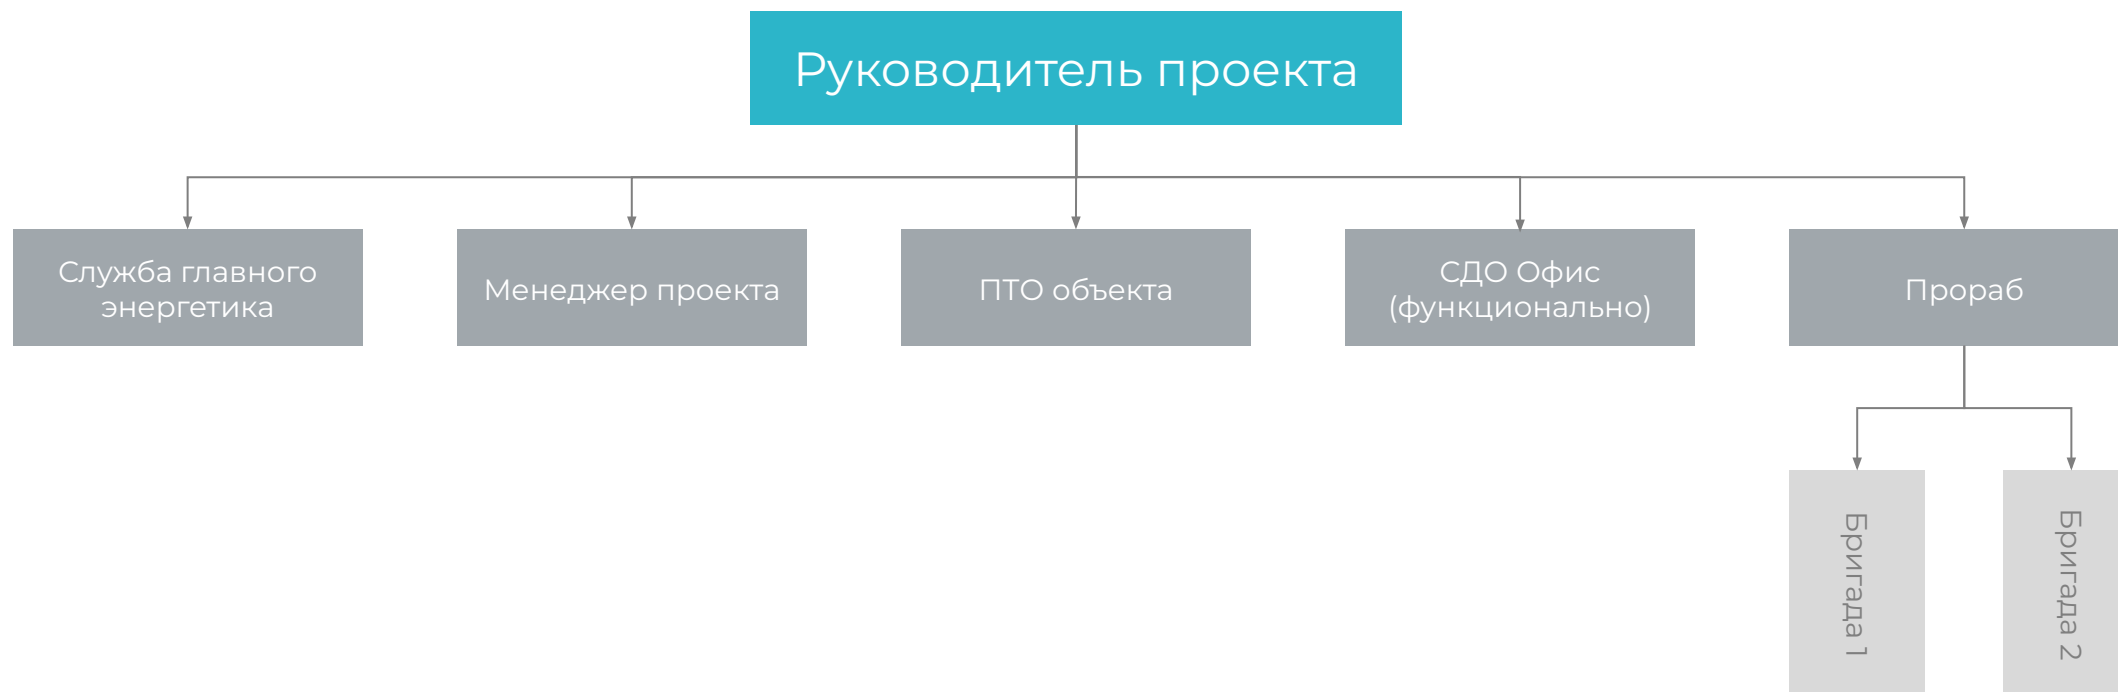 Руководитель проекта
Служба главного
энергетика
Менеджер проекта
ПТО объекта
СДО Офис
(функционально)
Прораб
Бригада 1
Бригада 2